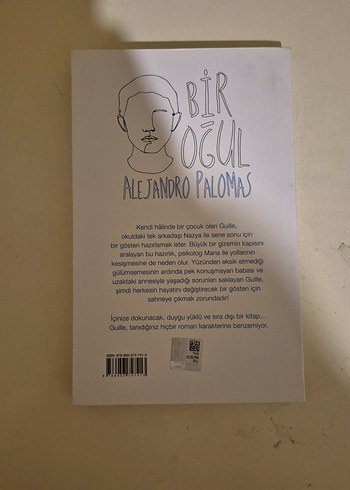 BİR
OĞUL
ALEJANDRO PALOMAS
Kendi hâlinde bir çocuk olan Guille,
okuldaki tek arkadaşı Nazya ile sene sonu için
bir gösteri hazırlamak ister. Büyük bir gizemin kapısını
aralayan bu hazırlık, psikolog Maria ile yollarının
kesişmesine de neden olur. Yüzünden eksik etmediği
gülümsemesinin ardında pek konuşmayan babası ve
uzaktaki annesiyle yaşadığı sorunları saklayan Guille,
şimdi herkesin hayatını değiştirecek bir gösteri için
sahneye çıkmak zorundadır!
İçinize dokunacak, duygu yüklü ve sıra dışı bir kitap...
Guille, tanıdığınız hiçbir roman karakterine benzemiyor.